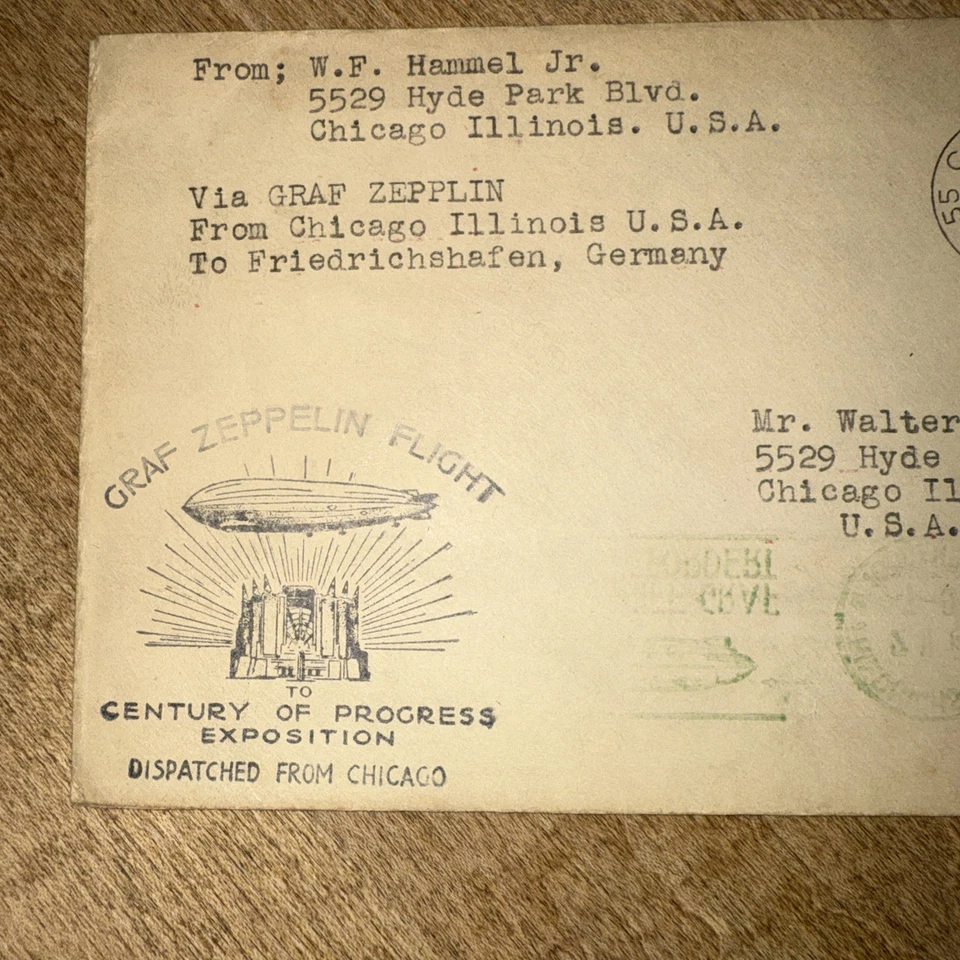 From; W.F. Hammel Jr.
5529 Hyde Park Blvd.
Chicago Illinois. U.S.A.
Via GRAF ZEPPLIN
From Chicago Illinois U.S.A.
To Friedrichshafen, Germany
55 C
Mr. Walter
5529 Hyde
Chicago Il
U.S.A.
GRAF ZEPPELIN FLIGHT
TO
CENTURY OF PROGRESS
EXPOSITION
DISPATCHED FROM CHICAGO